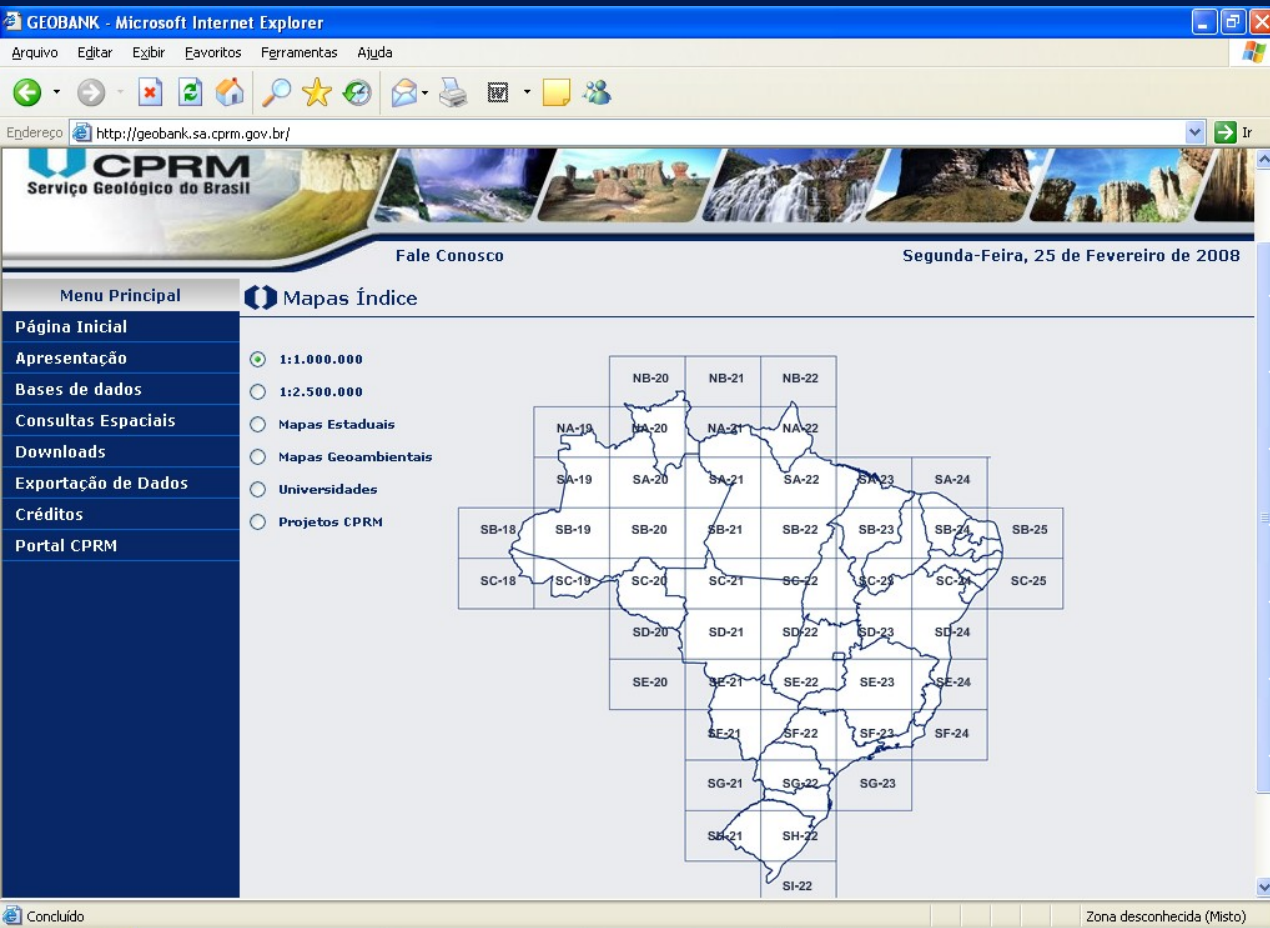 GEOBANK - Microsoft Internet Explorer
Arquivo Editar Exibir Favoritos Ferramentas Ajuda
Endereço http://geobank.sa.cprm.gov.br/ Ir
CPRM
Serviço Geológico do Brasil
Fale Conosco Segunda-Feira, 25 de Fevereiro de 2008
Menu Principal
Página Inicial
Apresentação
Bases de dados
Consultas Espaciais
Downloads
Exportação de Dados
Créditos
Portal CPRM
Mapas Índice
1:1.000.000
1:2.500.000
Mapas Estaduais
Mapas Geoambientais
Universidades
Projetos CPRM
NB-20 NB-21 NB-22
NA-19 NA-20 NA-21 NA-22
SA-19 SA-20 SA-21 SA-22 SA-23 SA-24
SB-18 SB-19 SB-20 SB-21 SB-22 SB-23 SB-24 SB-25
SC-18 SC-19 SC-20 SC-21 SC-22 SC-23 SC-24 SC-25
SD-20 SD-21 SD-22 SD-23 SD-24
SE-20 SE-21 SE-22 SE-23 SE-24
SF-21 SF-22 SF-23 SF-24
SG-21 SG-22 SG-23
SH-21 SH-22
SI-22
Concluído Zona desconhecida (Misto)